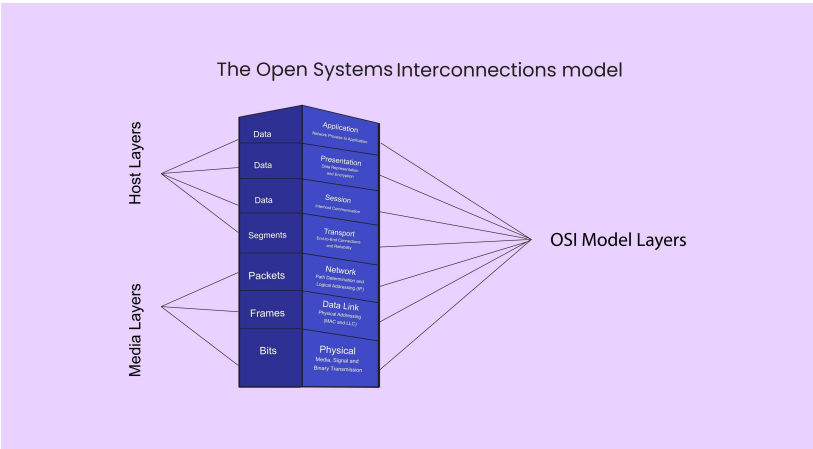 The Open Systems Interconnections model
Host Layers
Media Layers
Data
Application
Network Process to Application
Data
Presentation
Data Representation
and Encryption
Data
Session
Interhost Communication
Segments
Transport
End-to-End Connections
and Reliability
Packets
Network
Path Determination and
Logical Addressing (IP)
Frames
Data Link
Physical Addressing
(MAC and LLC)
Bits
Physical
Media, Signal and
Binary Transmission
OSI Model Layers